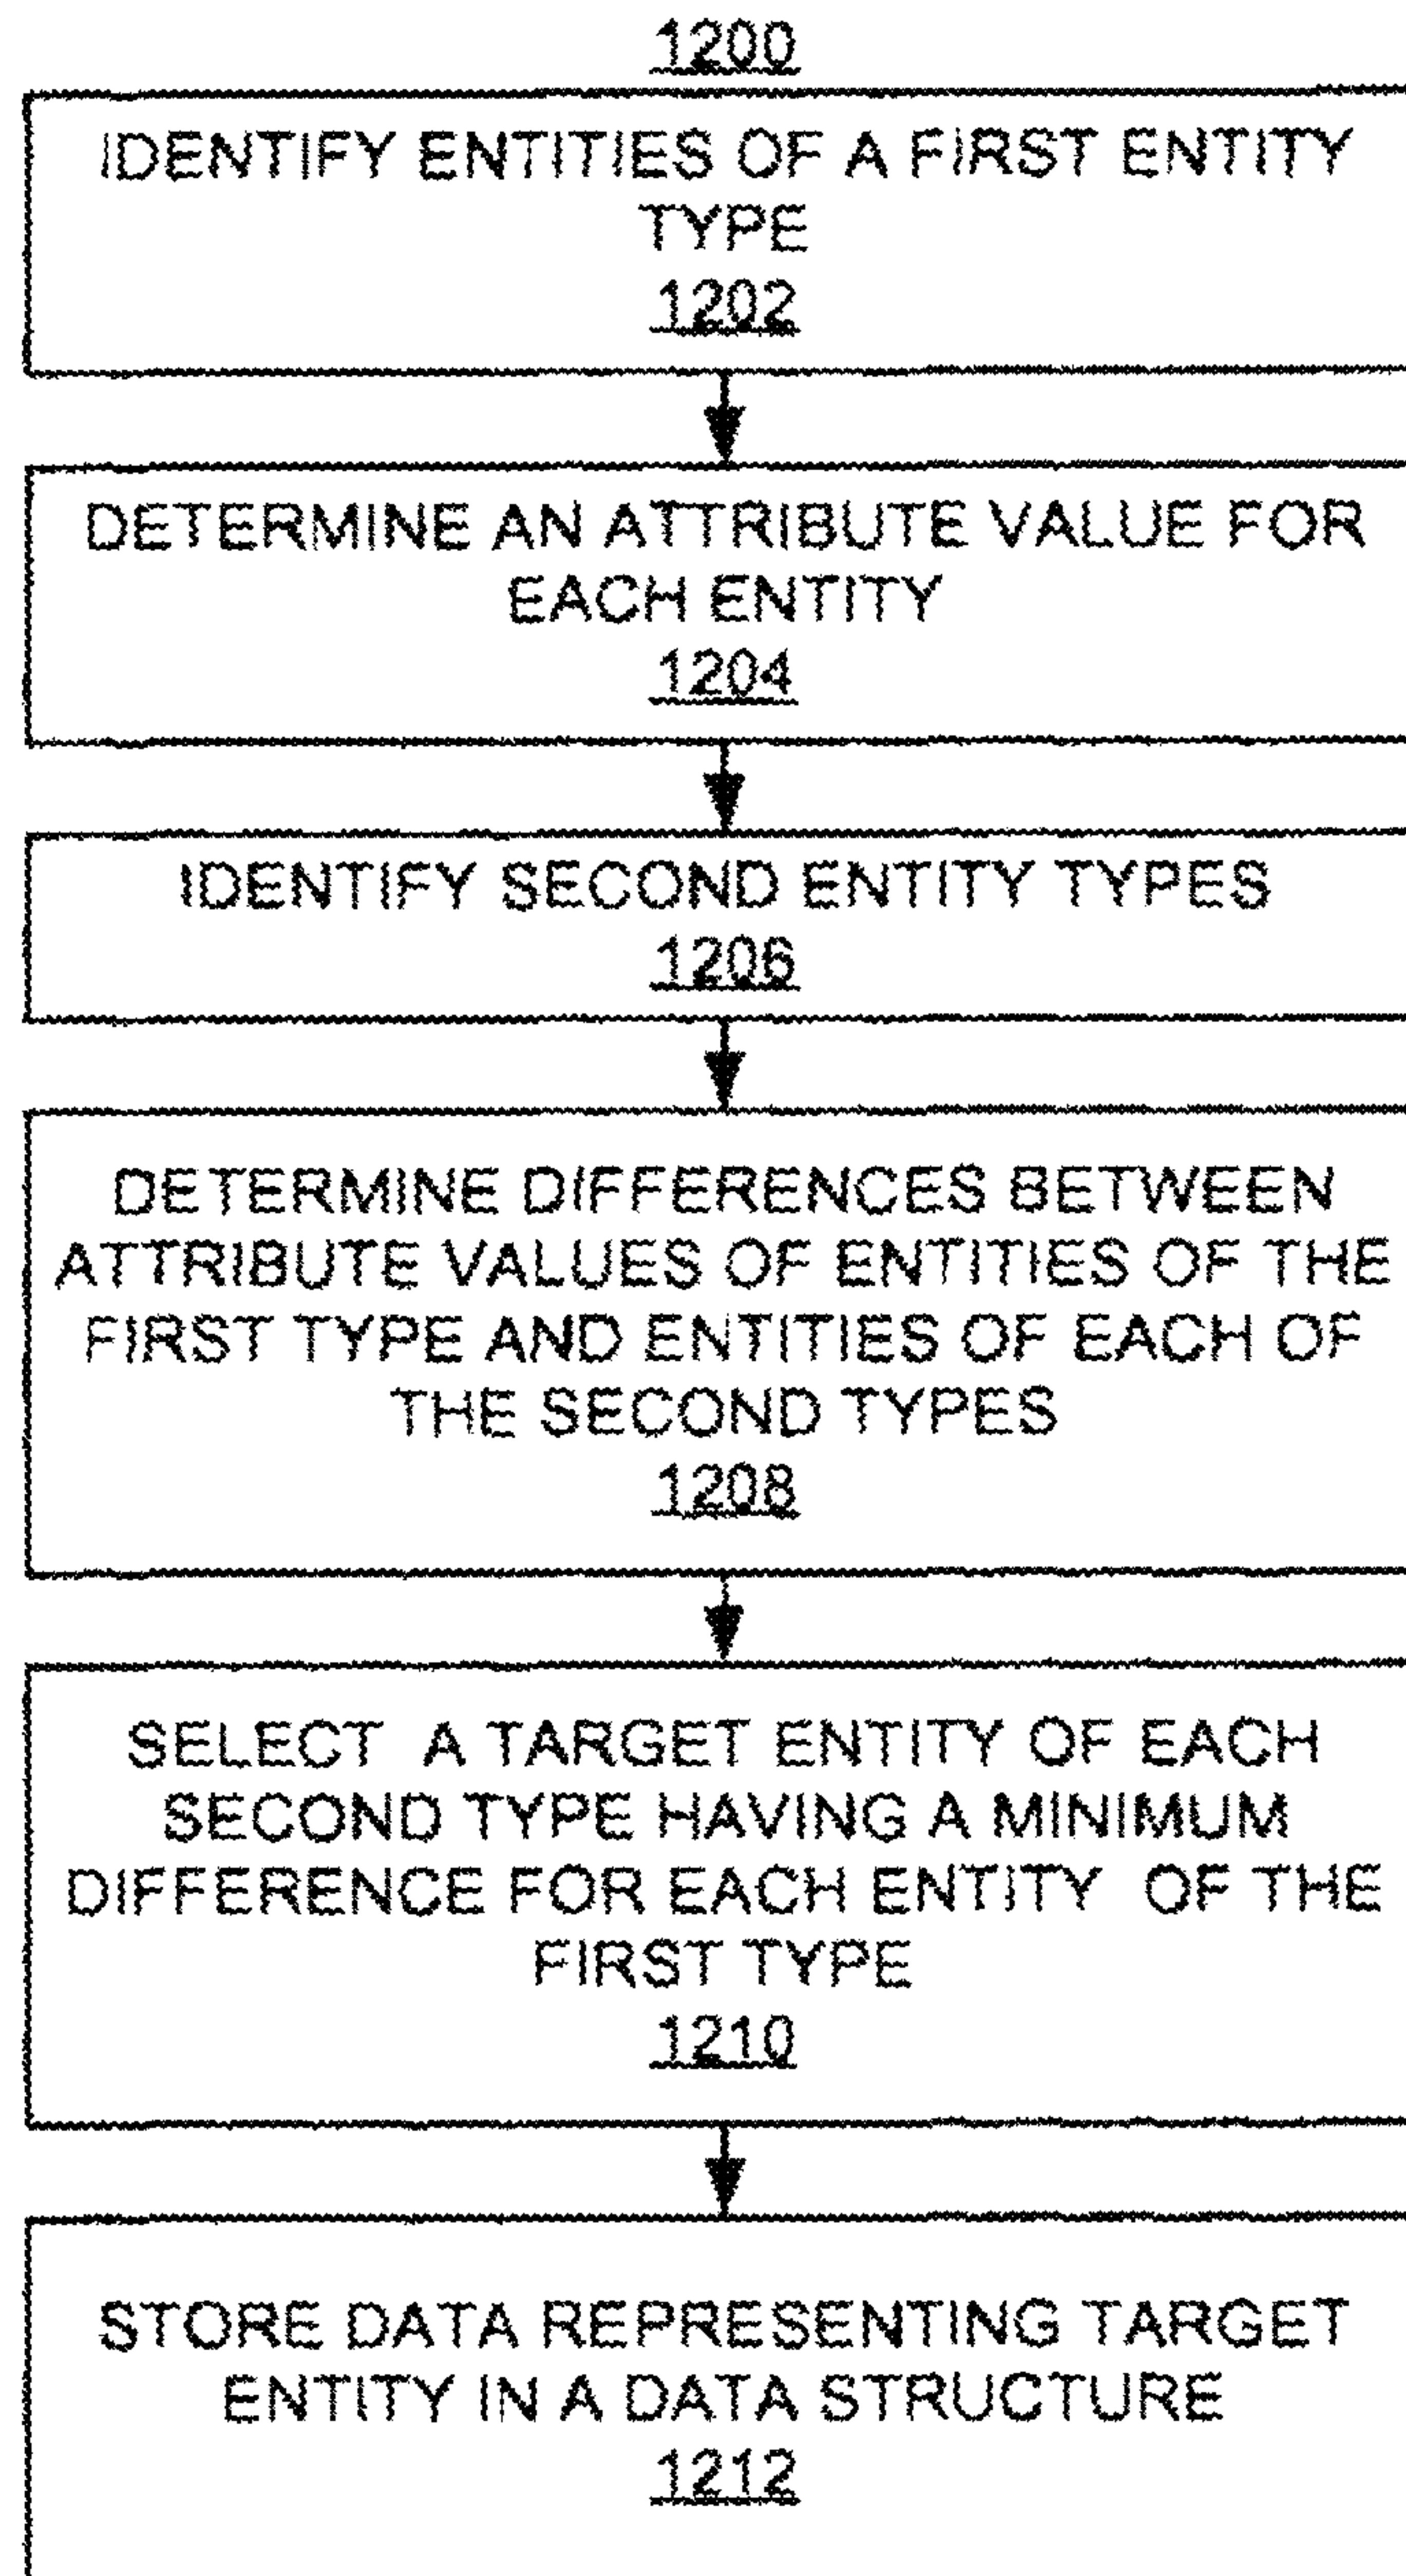 1200
IDENTIFY ENTITIES OF A FIRST ENTITY
TYPE
1202
DETERMINE AN ATTRIBUTE VALUE FOR
EACH ENTITY
1204
IDENTIFY SECOND ENTITY TYPES
1206
DETERMINE DIFFERENCES BETWEEN
ATTRIBUTE VALUES OF ENTITIES OF THE
FIRST TYPE AND ENTITIES OF EACH OF
THE SECOND TYPES
1208
SELECT A TARGET ENTITY OF EACH
SECOND TYPE HAVING A MINIMUM
DIFFERENCE FOR EACH ENTITY OF THE
FIRST TYPE
1210
STORE DATA REPRESENTING TARGET
ENTITY IN A DATA STRUCTURE
1212